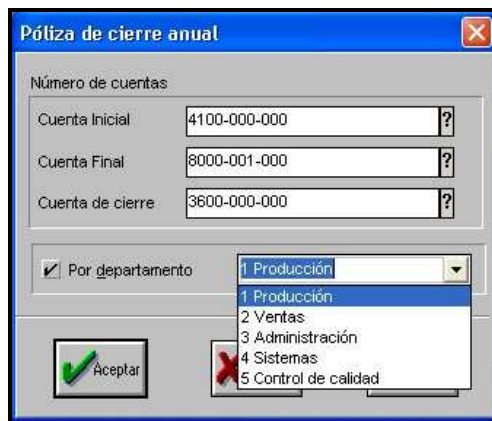 Póliza de cierre anual
Número de cuentas
Cuenta Inicial 4100-000-000 ?
Cuenta Final 8000-001-000 ?
Cuenta de cierre 3600-000-000 ?
Por departamento 1 Producción
1 Producción
2 Ventas
3 Administración
4 Sistemas
5 Control de calidad
Aceptar